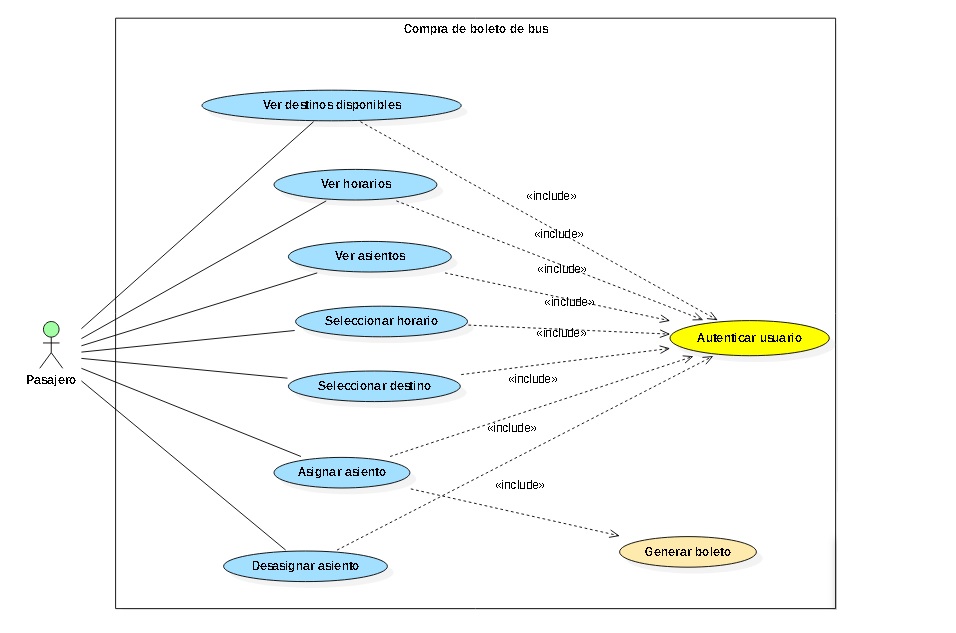 Compra de boleto de bus
Ver destinos disponibles
Ver horarios
«include»
«include»
Ver asientos
«include»
«include»
Seleccionar horario
«include»
Autenticar usuario
Pasajero
Seleccionar destino
«include»
«include»
Asignar asiento
«include»
Generar boleto
Desasignar asiento